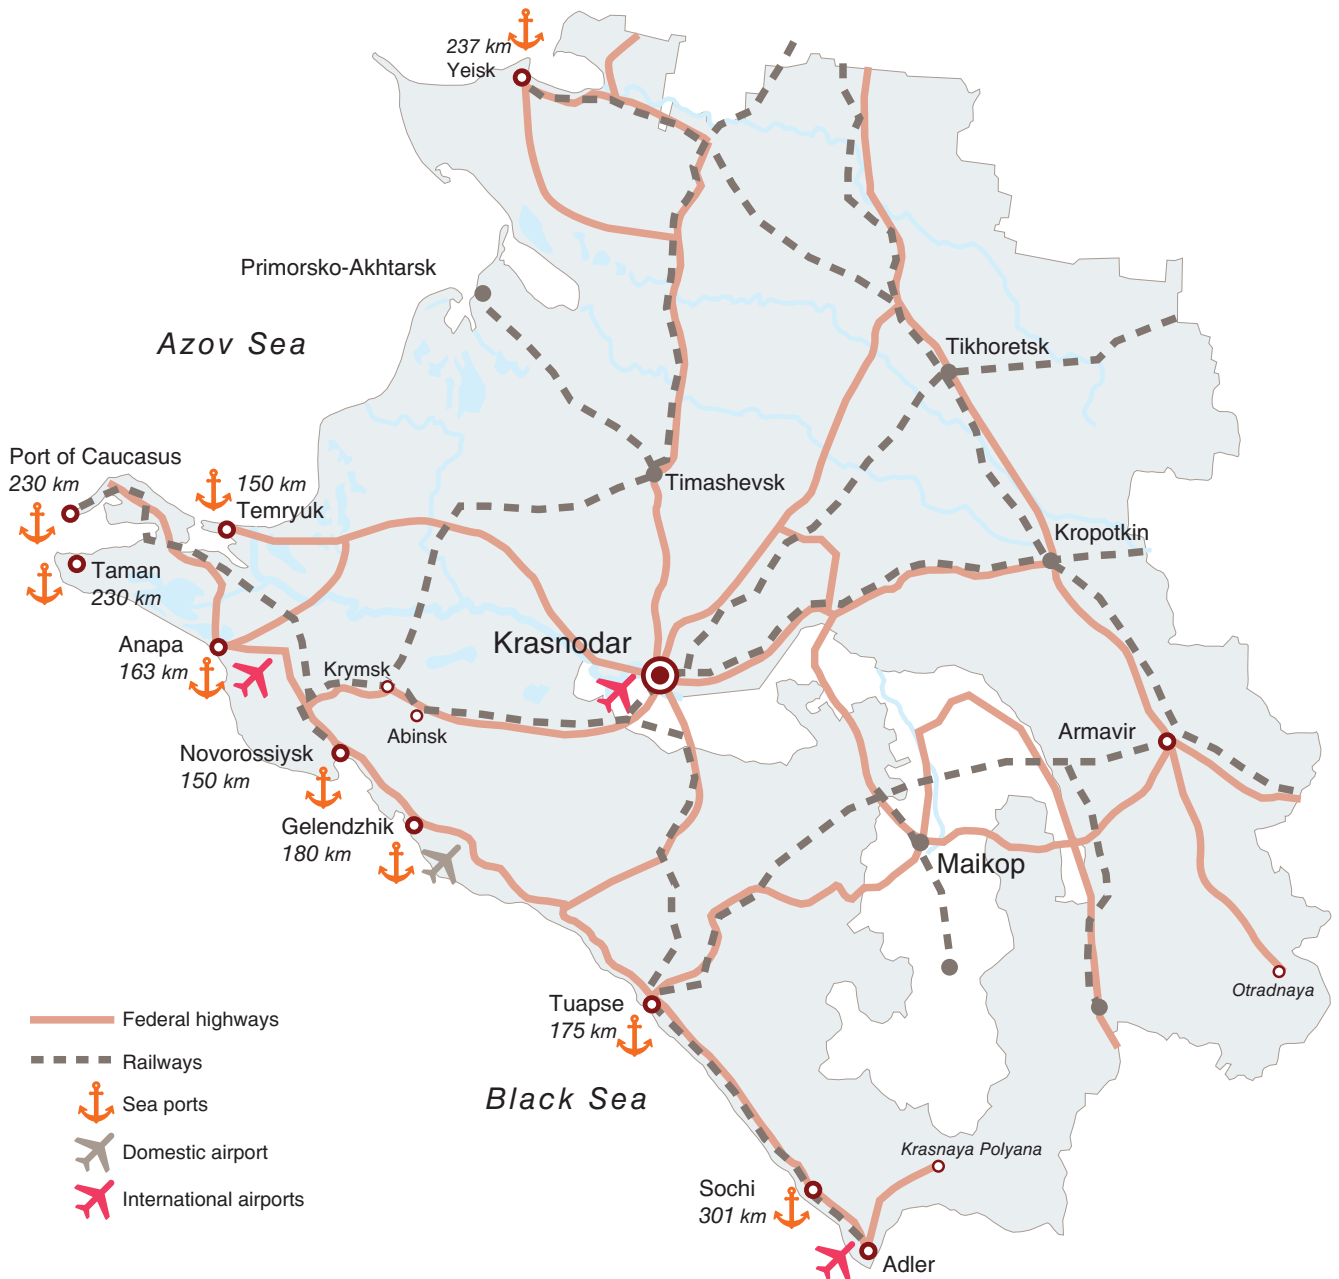 237 km
Yeisk
Primorsko-Akhtarsk
Azov Sea
Tikhoretsk
Port of Caucasus
230 km
150 km
Temryuk
Timashevsk
Kropotkin
Taman
230 km
Anapa
163 km
Krasnodar
Krymsk
Abinsk
Armavir
Novorossiysk
150 km
Gelendzhik
180 km
Maikop
Otradnaya
Tuapse
175 km
Federal highways
Railways
Black Sea
Sea ports
Domestic airport
Krasnaya Polyana
International airports
Sochi
301 km
Adler